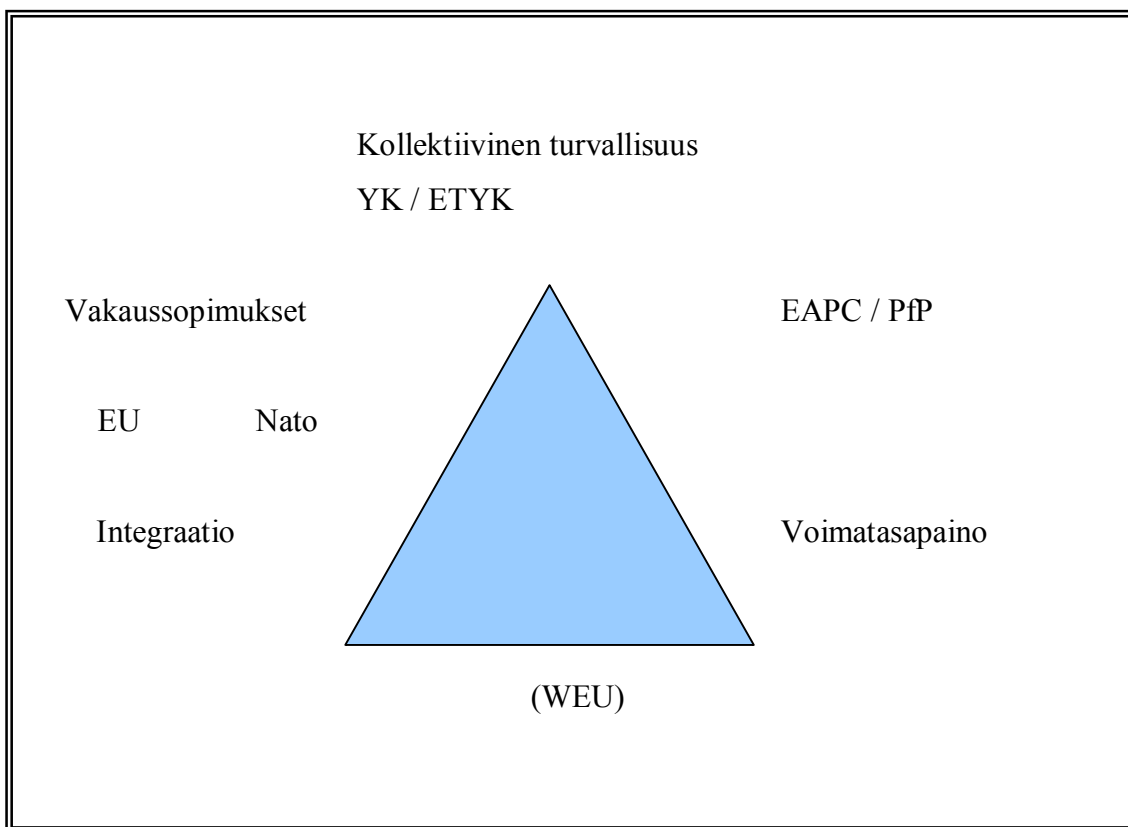 Kollektiivinen turvallisuus
YK / ETYK
Vakaussopimukset EAPC / PfP
EU Nato
Integraatio Voimatasapaino
(WEU)